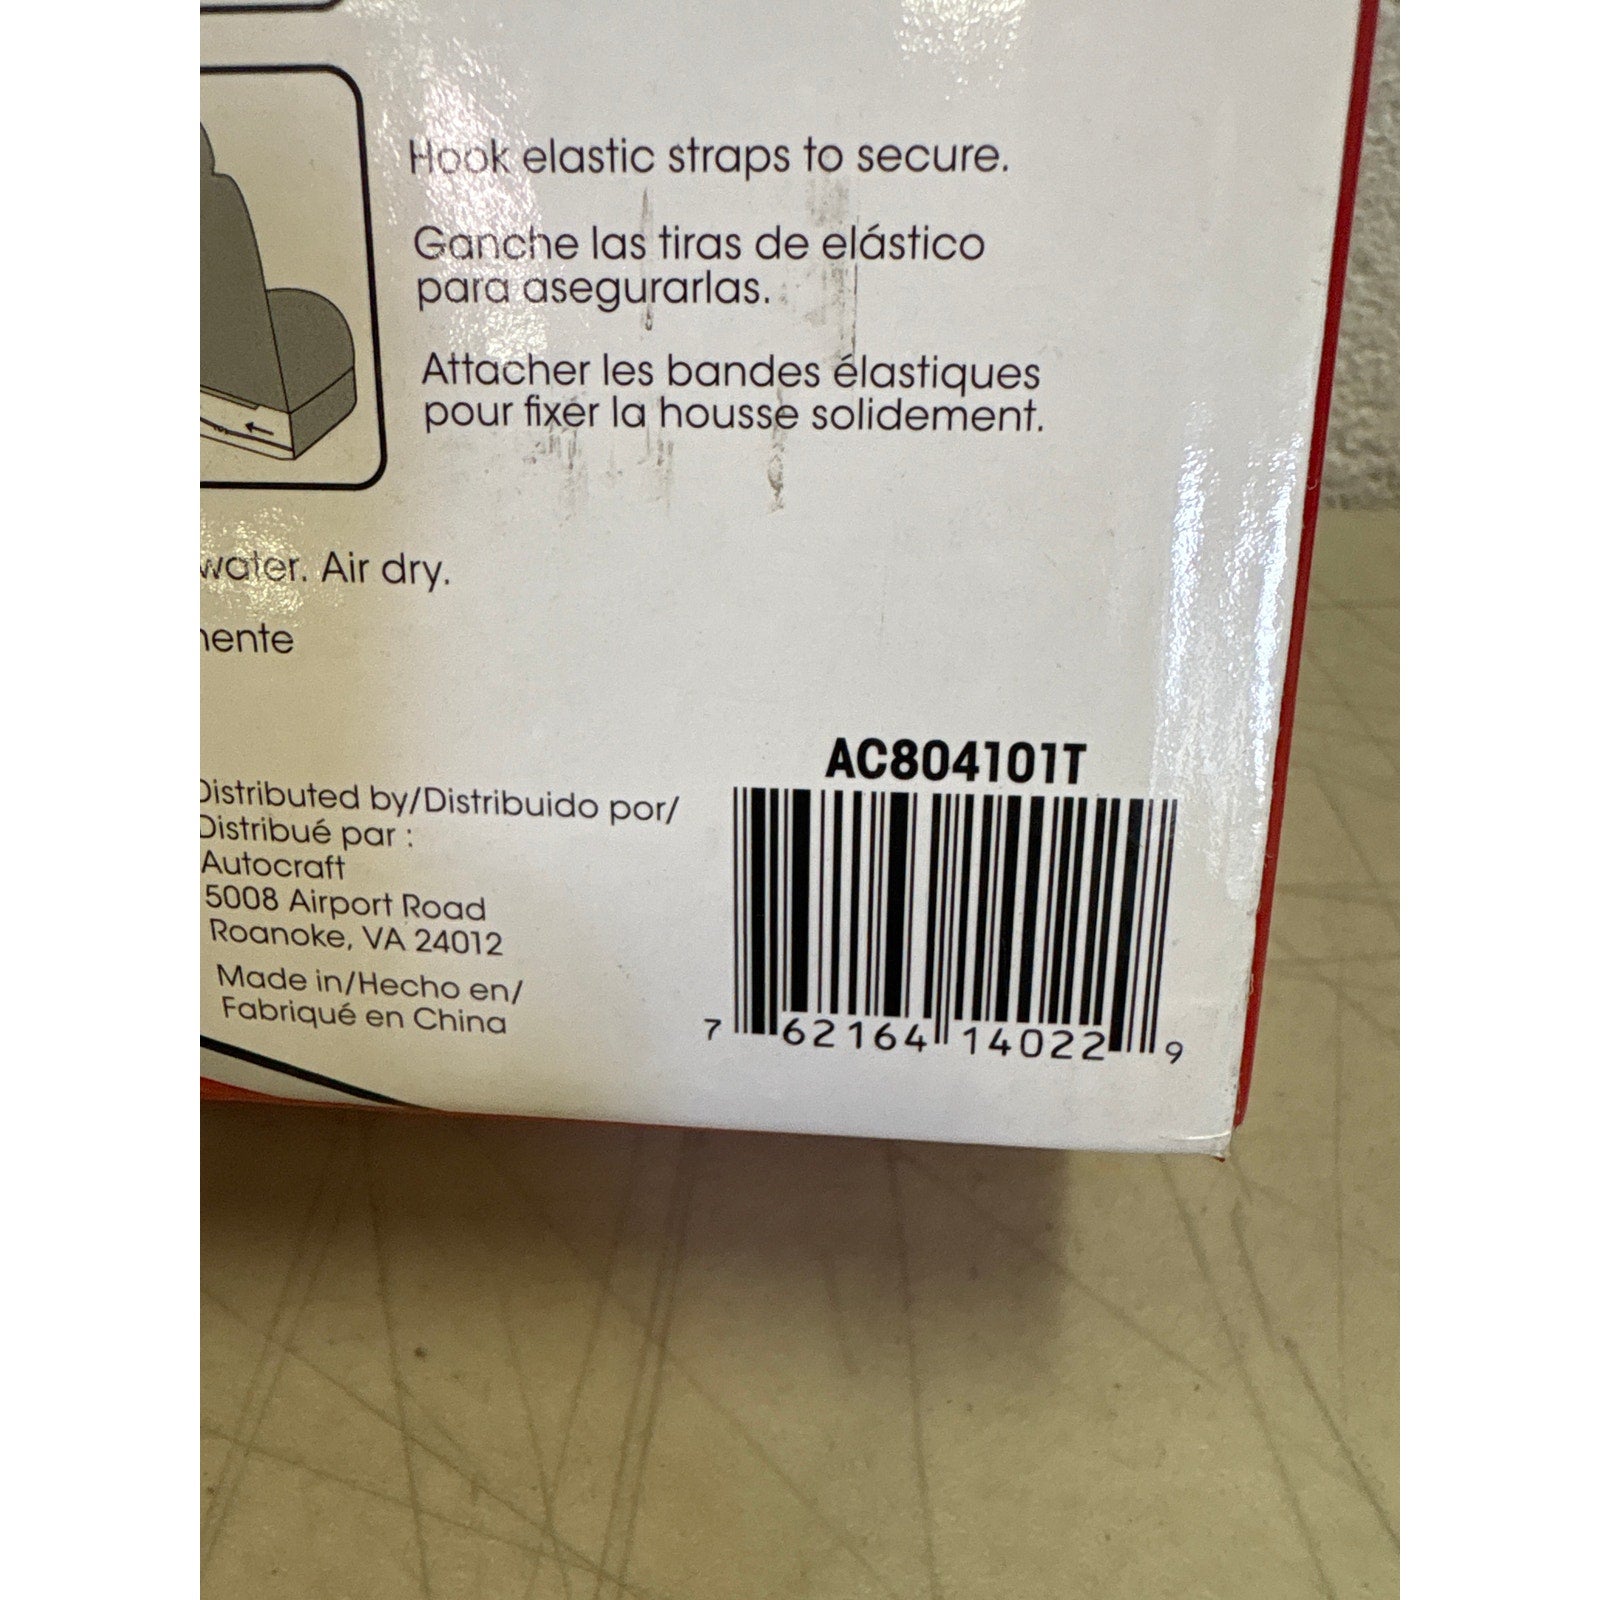 Hook elastic straps to secure.
Ganche las tiras de elástico
para asegurarlas.
Attacher les bandes élastiques
pour fixer la housse solidement.
water. Air dry.
Distributed by/Distribuido por/
Distribué par :
Autocraft
5008 Airport Road
Roanoke, VA 24012
Made in/Hecho en/
Fabriqué en China
AC804101T
7 62164 14022 9